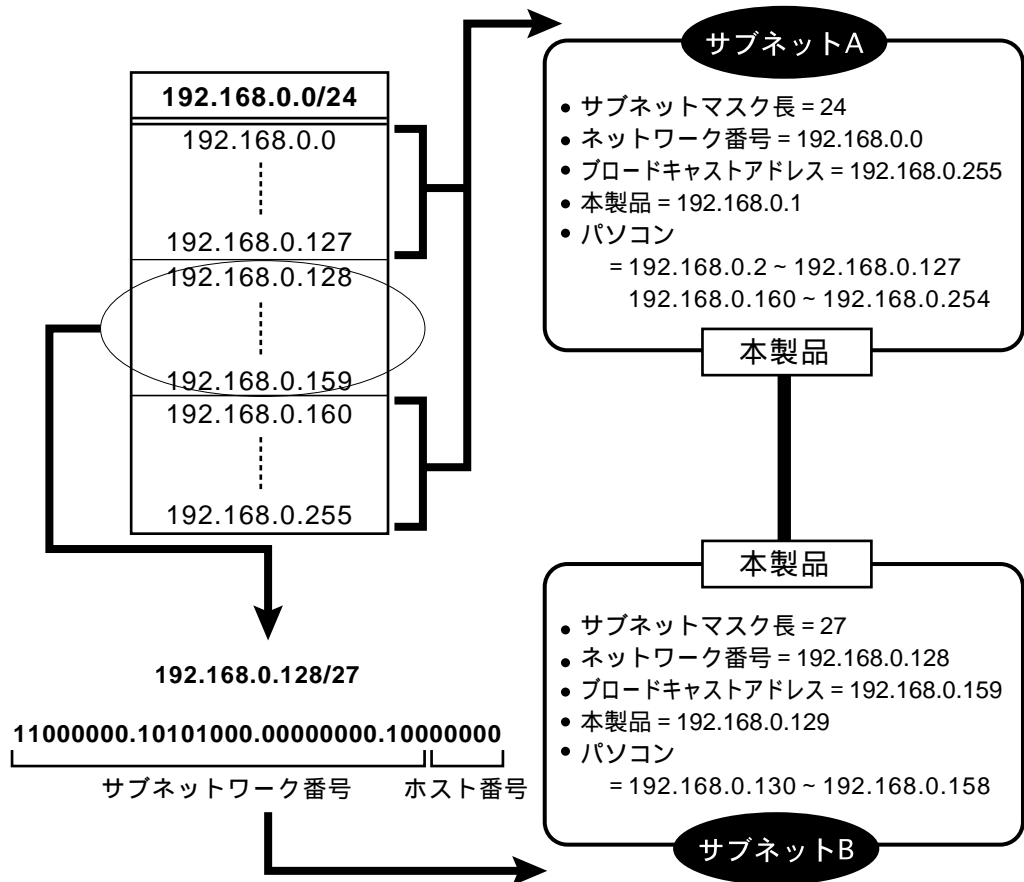 192.168.0.0/24
192.168.0.0
192.168.0.127
192.168.0.128
192.168.0.159
192.168.0.160
192.168.0.255
192.168.0.128/27
11000000.10101000.00000000.10000000
サブネットワーク番号
ホスト番号
サブネットA
• サブネットマスク長 = 24
• ネットワーク番号 = 192.168.0.0
• ブロードキャストアドレス = 192.168.0.255
• 本製品 = 192.168.0.1
• パソコン
= 192.168.0.2 ~ 192.168.0.127
192.168.0.160 ~ 192.168.0.254
本製品
本製品
• サブネットマスク長 = 27
• ネットワーク番号 = 192.168.0.128
• ブロードキャストアドレス = 192.168.0.159
• 本製品 = 192.168.0.129
• パソコン
= 192.168.0.130 ~ 192.168.0.158
サブネットB